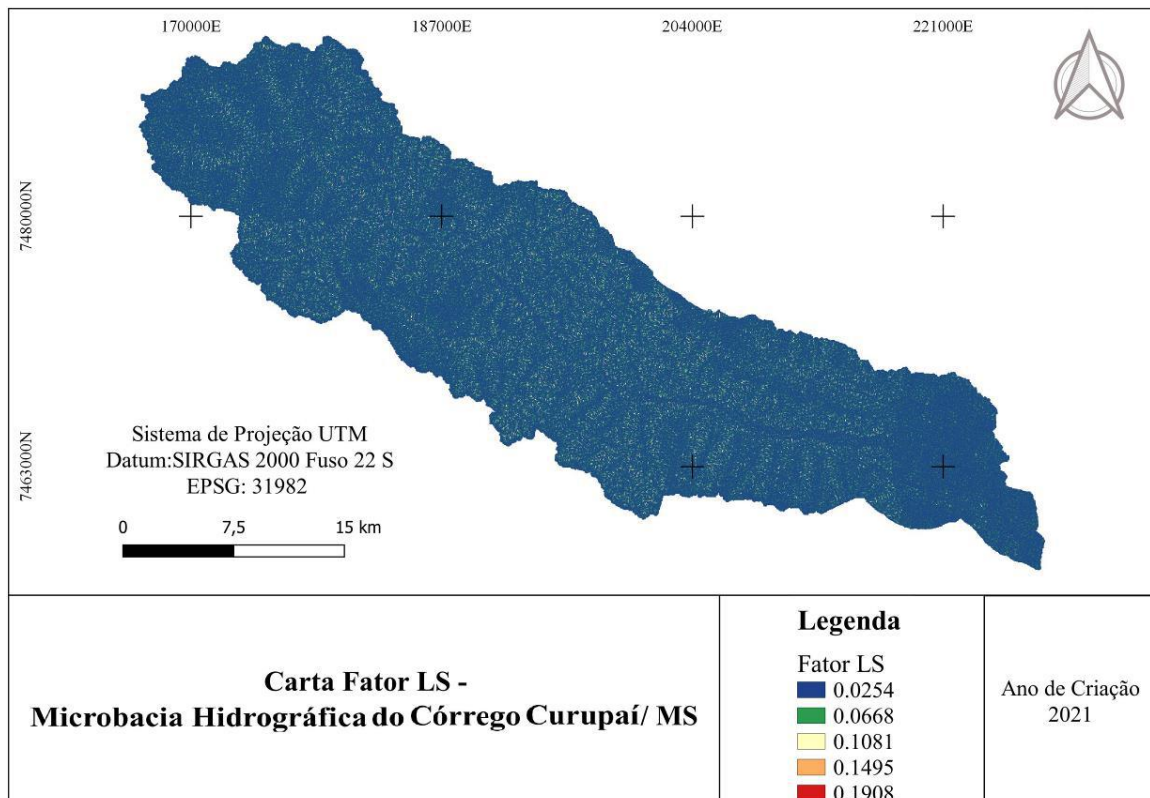 170000E
187000E
204000E
221000E
7480000N
7463000N
Sistema de Projeção UTM
Datum:SIRGAS 2000 Fuso 22 S
EPSG: 31982
0 7,5 15 km
Carta Fator LS -
Microbacia Hidrográfica do Córrego Curupaí/ MS
Legenda
Fator LS
0.0254
0.0668
0.1081
0.1495
0.1908
Ano de Criação
2021